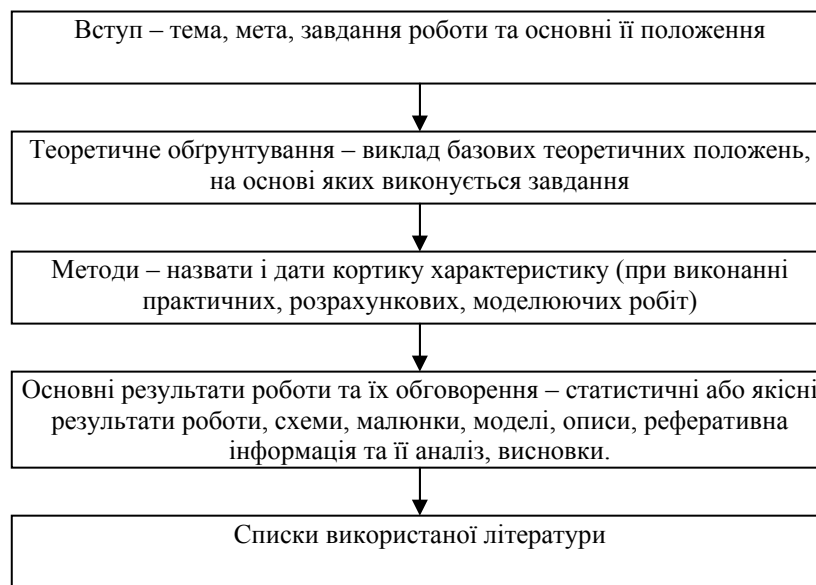 Вступ – тема, мета, завдання роботи та основні її положення
Теоретичне обґрунтування – виклад базових теоретичних положень,
на основі яких виконується завдання
Методи – назвати і дати кортику характеристику (при виконанні
практичних, розрахункових, моделюючих робіт)
Основні результати роботи та їх обговорення – статистичні або якісні
результати роботи, схеми, малюнки, моделі, описи, реферативна
інформація та її аналіз, висновки.
Списки використаної літератури